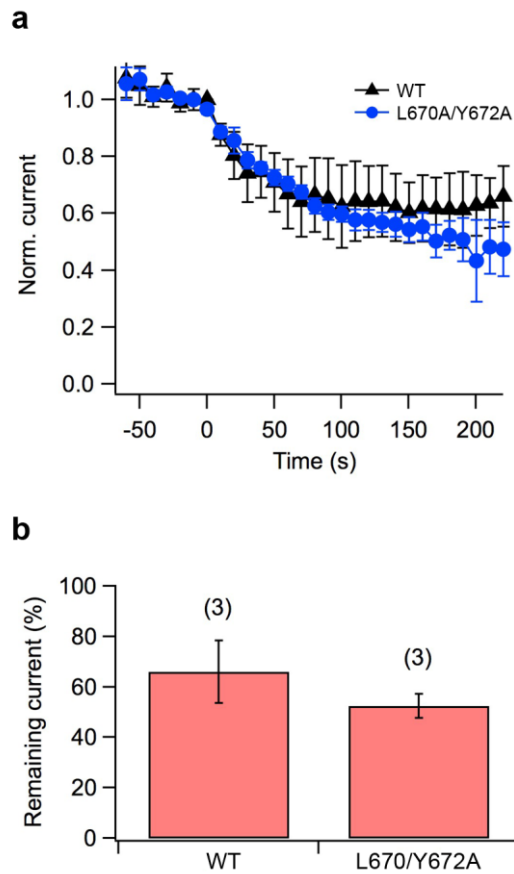 a
WT
L670A/Y672A
Norm. current
1.0
0.8
0.6
0.4
0.2
0.0
-50
0
50
100
150
200
Time (s)
b
Remaining current (%)
100
80
60
40
20
0
(3)
(3)
WT
L670/Y672A